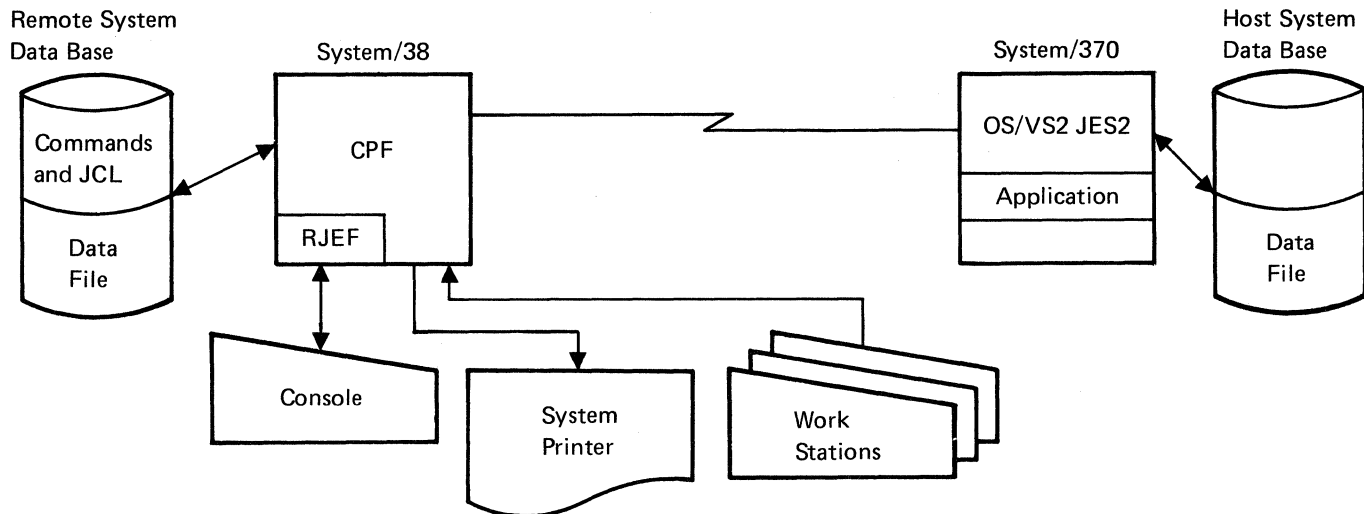 Remote System
Data Base
System/38
System/370
Host System
Data Base
Commands
and JCL
Data
File
CPF
RJEF
OS/VS2 JES2
Application
Data
File
Console
System
Printer
Work
Stations